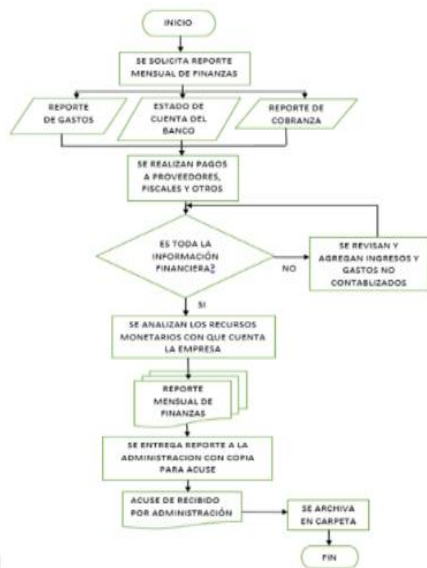 INICIO
SE SOLICITA REPORTE
MENSUAL DE FINANZAS
REPORTE
DE GASTOS
ESTADO DE
CUENTA DEL
BANCO
REPORTE DE
COBRANZA
SE REALIZAN PAGOS
A PROVEEDORES,
FISCALES Y OTROS
ES TODA LA
INFORMACIÓN
FINANCIERA?
NO
SE REVISAN Y
AGREGAN INGRESOS Y
GASTOS NO
CONTABLIZADOS
SI
SE ANALIZAN LOS RECURSOS
MONETARIOS CON QUE CUENTA
LA EMPRESA
REPORTE
MENSUAL DE
FINANZAS
SE ENTREGA REPORTE A LA
ADMINISTRACION CON COPIA
PARA ACUSE
ACUSE DE RECIBIDO
POR ADMINISTRACIÓN
SE ARCHIVA
EN CARPETA
FIN